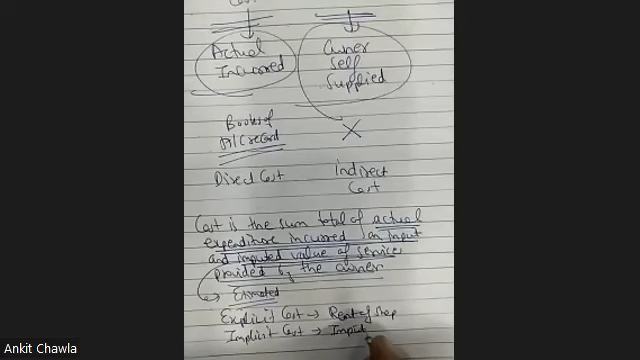 Cost
Actual Owner
Incurred Self
Supplied
Books of
A/C record X
Direct Cost Indirect
Cost
Cost is the sum total of actual
expenditure incurred on input
and imputed value of services
provided by the owner
Estimated
Explicit Cost → Rent of Shop
Implicit Cost → Input
Ankit Chawla